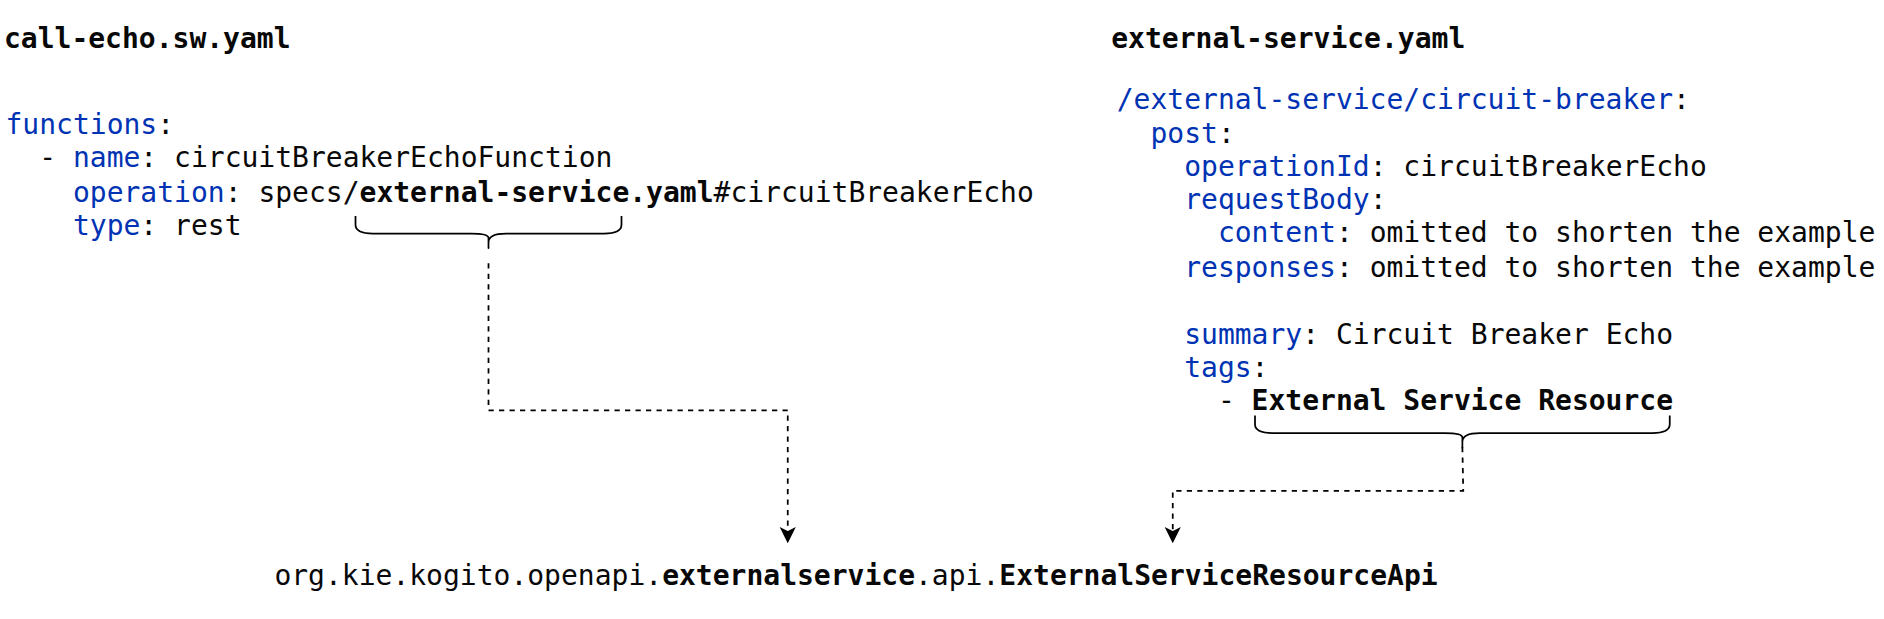 call-echo.sw.yaml
functions:
  - name: circuitBreakerEchoFunction
    operation: specs/external-service.yaml#circuitBreakerEcho
    type: rest
external-service.yaml
/external-service/circuit-breaker:
  post:
    operationId: circuitBreakerEcho
    requestBody:
      content: omitted to shorten the example
    responses: omitted to shorten the example
    summary: Circuit Breaker Echo
    tags:
      - External Service Resource
org.kie.kogito.openapi.externalservice.api.ExternalServiceResourceApi